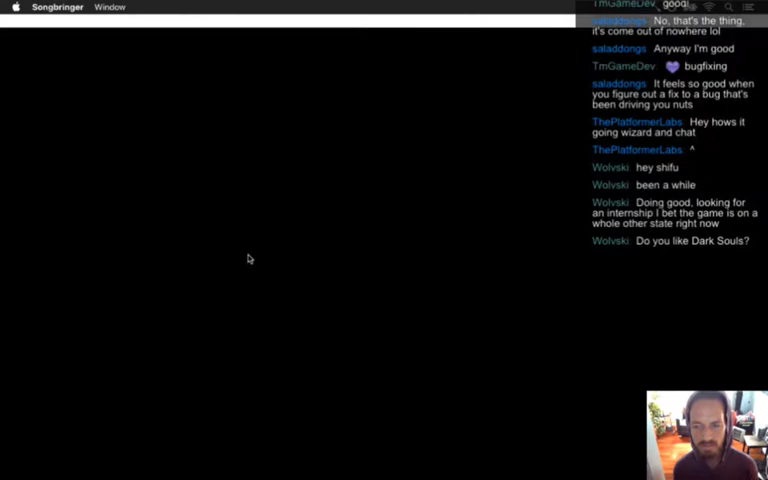 Songbringer Window
TmGameDev good!
saladdongs No, that's the thing,
it's come out of nowhere lol
saladdongs Anyway I'm good
TmGameDev bugfixing
saladdongs It feels so good when
you figure out a fix to a bug that's
been driving you nuts
ThePlatformerLabs Hey hows it
going wizard and chat
ThePlatformerLabs ^
Wolvski hey shifu
Wolvski been a while
Wolvski Doing good, looking for
an internship I bet the game is on a
whole other state right now
Wolvski Do you like Dark Souls?